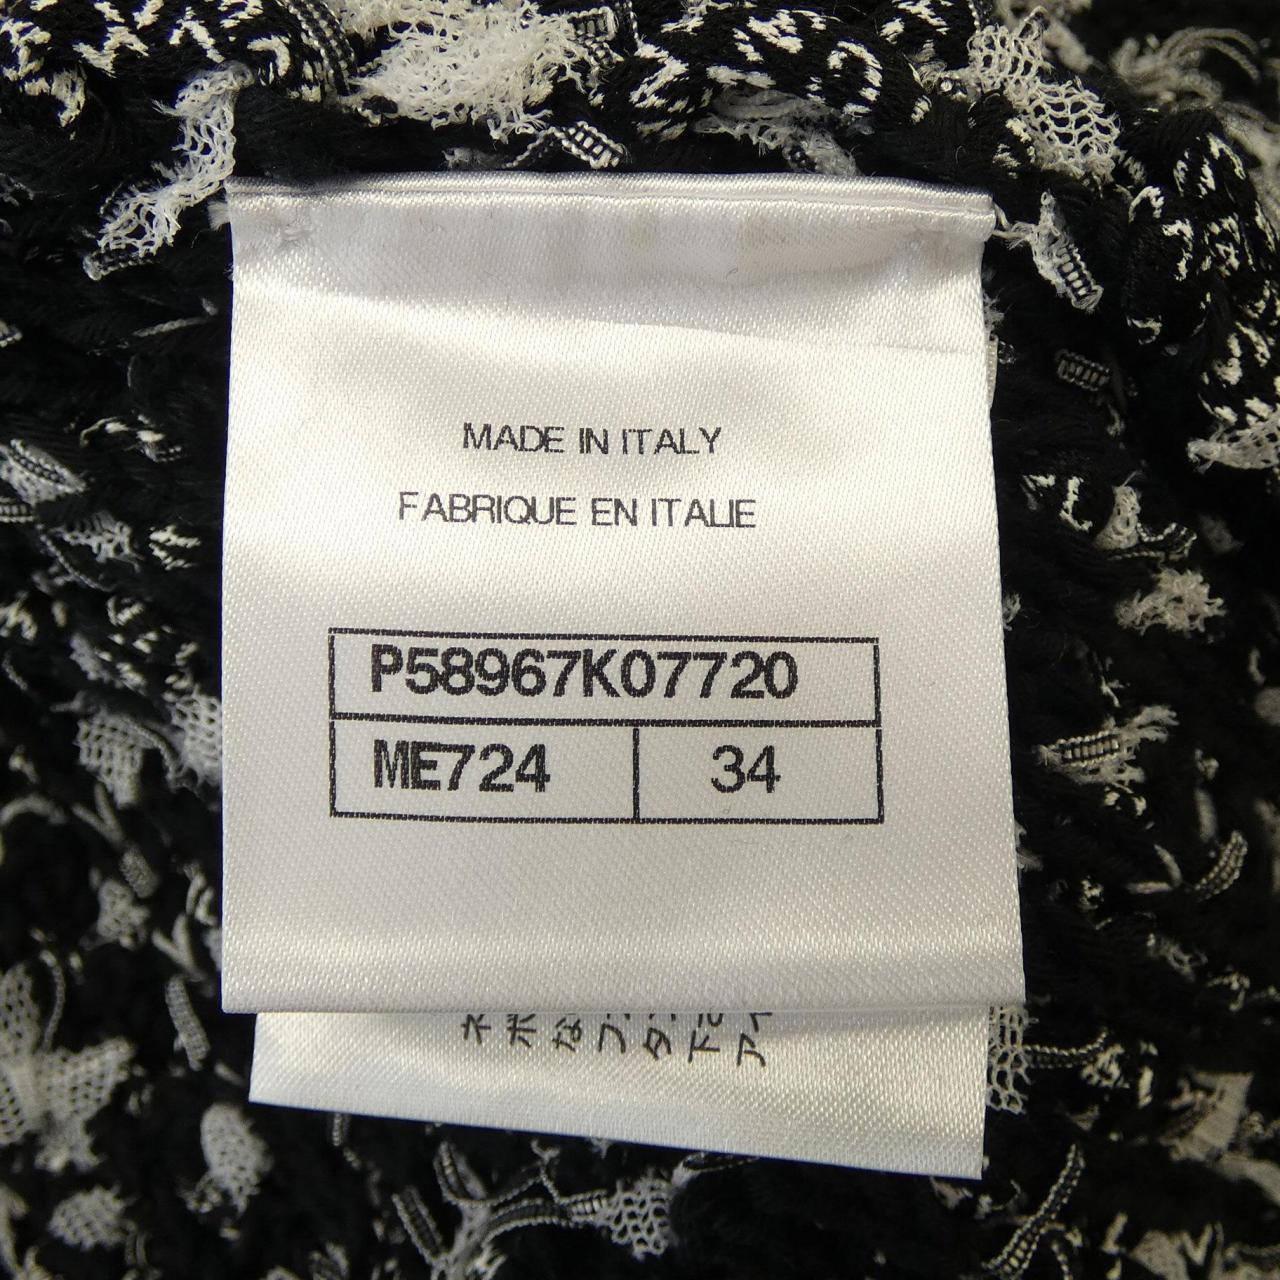 MADE IN ITALY
FABRIQUE EN ITALIE
P58967K07720
ME724 34